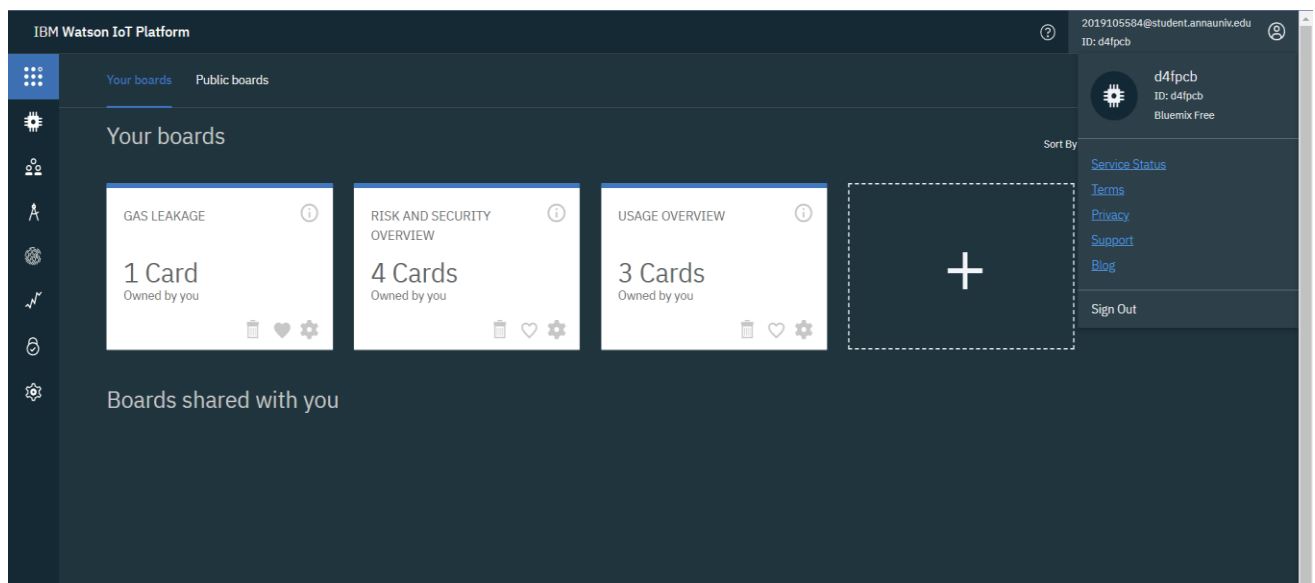 IBM Watson IoT Platform
2019105584@student.annauniv.edu
ID: d4fpcb
Your boards Public boards
d4fpcb
ID: d4fpcb
Bluemix Free
Your boards
Sort By
Service Status
Terms
Privacy
Support
Blog
Sign Out
GAS LEAKAGE
1 Card
Owned by you
RISK AND SECURITY
OVERVIEW
4 Cards
Owned by you
USAGE OVERVIEW
3 Cards
Owned by you
Boards shared with you